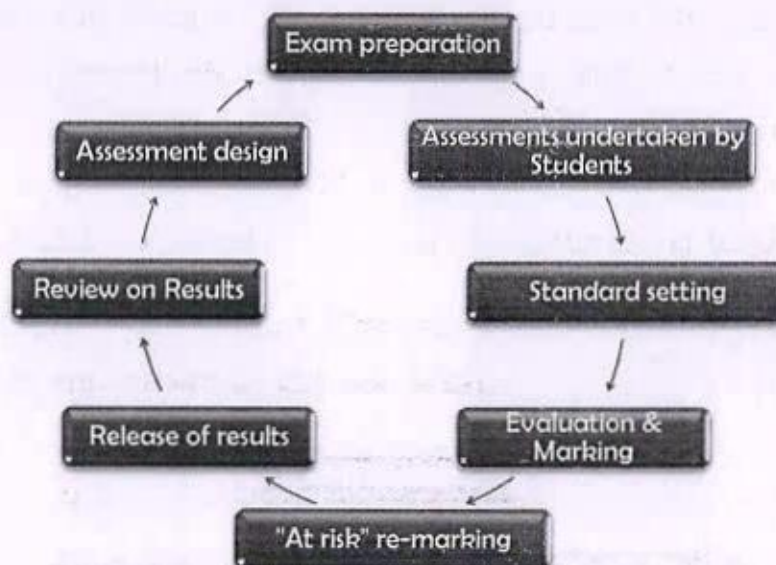 Exam preparation
Assessments undertaken by
Students
Standard setting
Evaluation &
Marking
"At risk" re-marking
Release of results
Review on Results
Assessment design